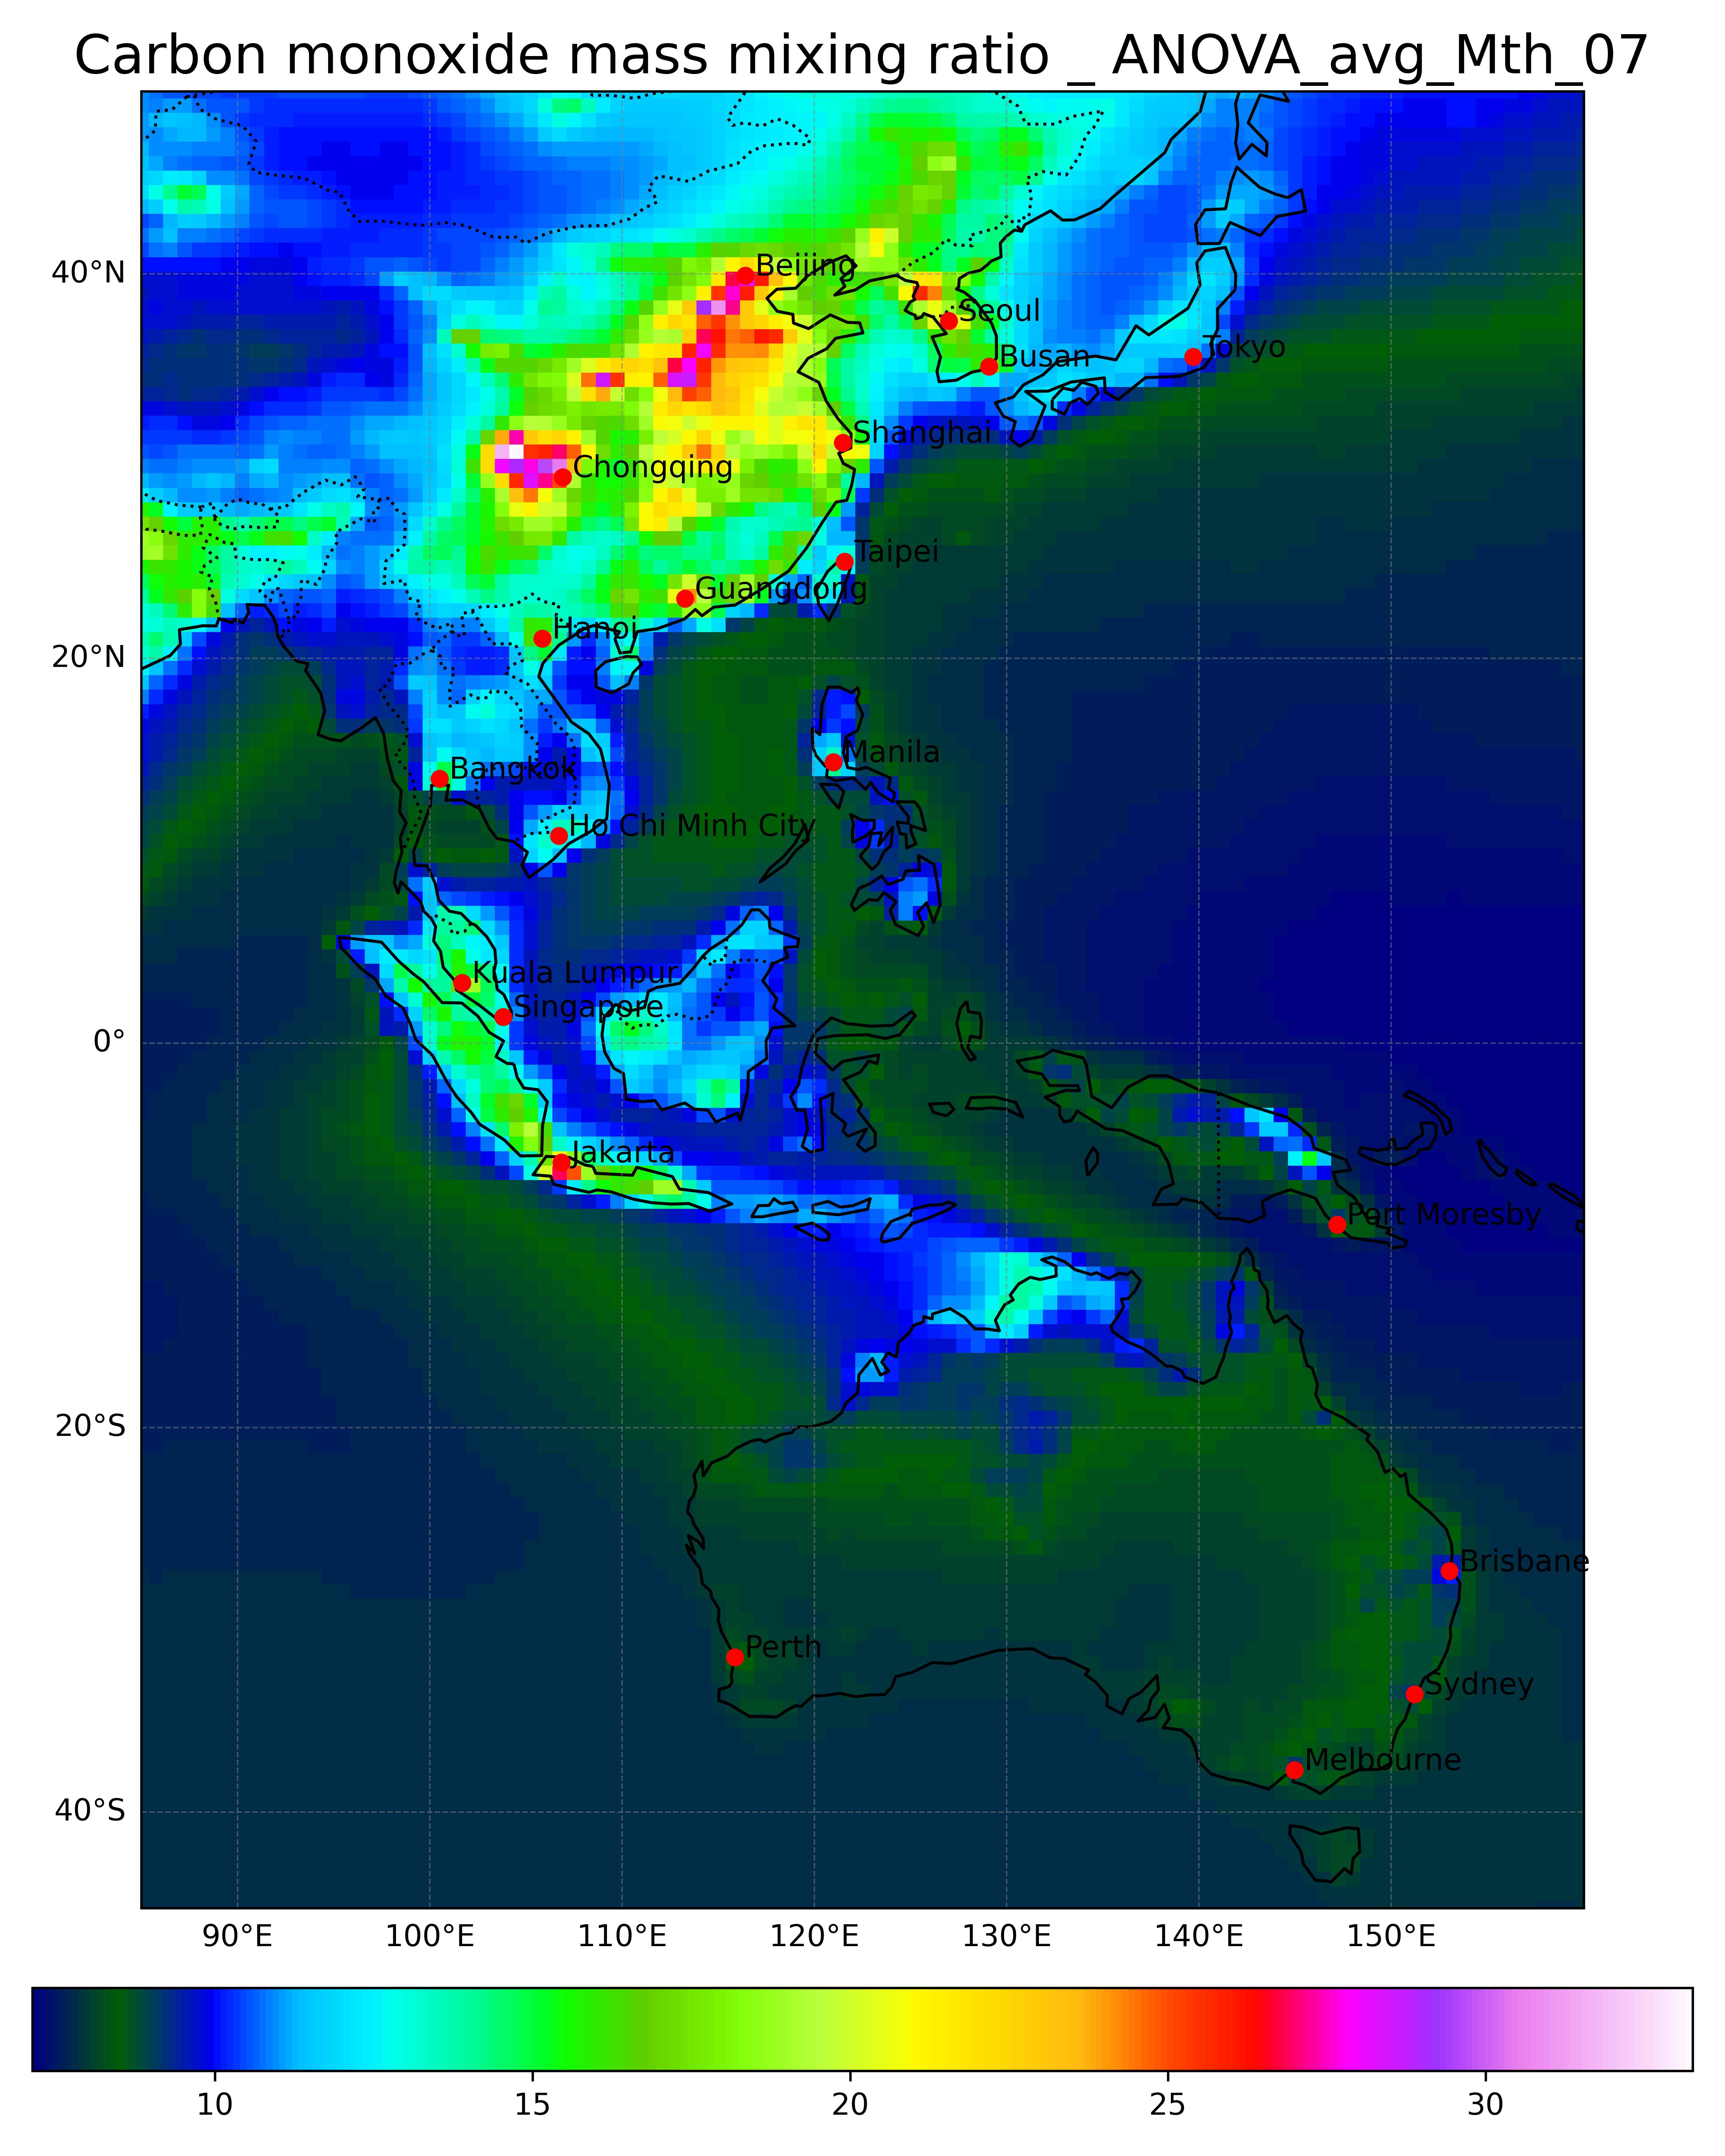 Carbon monoxide mass mixing ratio _ ANOVA_avg_Mth_07
Beijing
40°N
Seoul
Tokyo
Busan
Shanghai
Chongqing
Taipei
Guangdong
Hanoi
20°N
Manila
Bangkok
Ho Chi Minh City
Kuala Lumpur
Singapore
0°
Jakarta
Port Moresby
20°S
Brisbane
Perth
Sydney
Melbourne
40°S
90°E 100°E 110°E 120°E 130°E 140°E 150°E
10 15 20 25 30